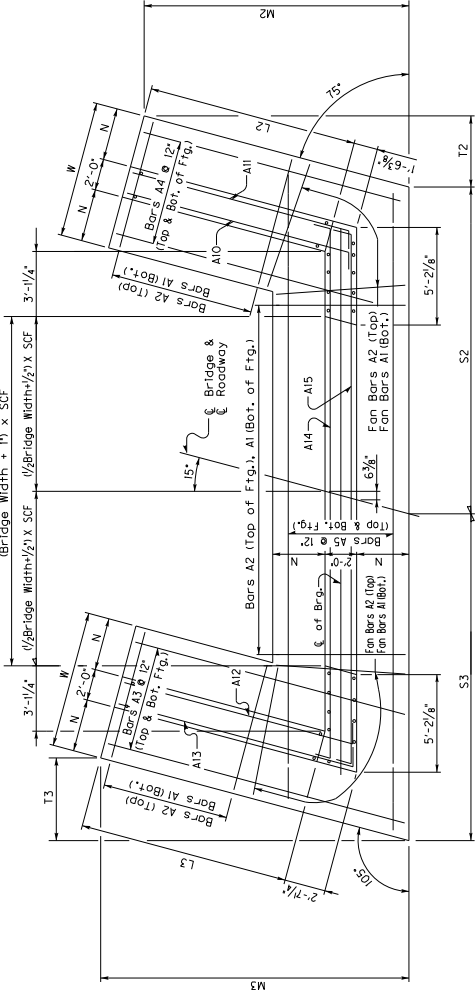 (Bridge Width + 1") x SCF
(1/2Bridge Width+1/2") X SCF
(1/2Bridge Width+1/2") X SCF
3'-1 1/4"
3'-1 1/4"
W
N
2'-0"
N
W
N
2'-0"
N
T3
M3
L3
2'-7 1/4"
105°
Bars A2 (Top)
Bars A1 (Bot.)
Bars A3 @ 12"
(Top & Bot. Ftg.)
A13
A12
15°
℄ Bridge &
℄ Roadway
Bars A2 (Top of Ftg.), A1 (Bot. of Ftg.)
Bars A2 (Top)
Bars A1 (Bot.)
Bars A4 @ 12"
(Top & Bot. of Ftg.)
A10
A11
M2
L2
75°
1'-6 3/8"
T2
℄ of Brg.
N
2'-0"
N
Bars A5 @ 12"
(Top & Bot. Ftg.)
A14
A15
6 3/8"
Fan Bars A2 (Top)
Fan Bars A1 (Bot.)
Fan Bars A2 (Top)
Fan Bars A1 (Bot.)
5'-2 1/8"
5'-2 1/8"
S3
S2